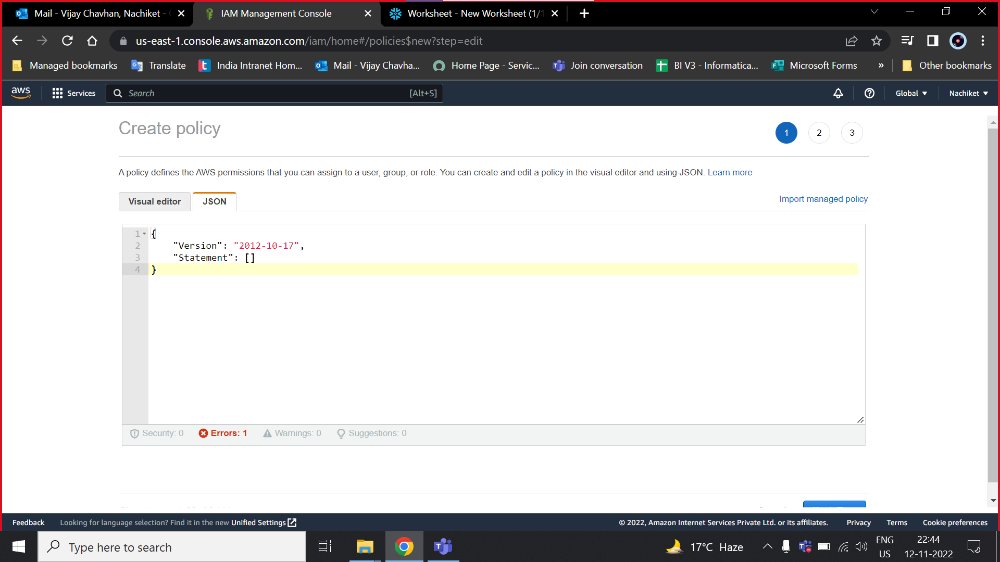 Mail - Vijay Chavhan, Nachiket -
IAM Management Console
Worksheet - New Worksheet (1/1
us-east-1.console.aws.amazon.com/iam/home#/policies$new?step=edit
Managed bookmarks
Translate
India Intranet Hom...
Mail - Vijay Chavha...
Home Page - Servic...
Join conversation
BI V3 - Informatica...
Microsoft Forms
»
Other bookmarks
aws
Services
Search
[Alt+S]
Global
Nachiket
Create policy
1
2
3
A policy defines the AWS permissions that you can assign to a user, group, or role. You can create and edit a policy in the visual editor and using JSON. Learn more
Visual editor
JSON
Import managed policy
1 {
2 "Version": "2012-10-17",
3 "Statement": []
4 }
Security: 0
Errors: 1
Warnings: 0
Suggestions: 0
Feedback
Looking for language selection? Find it in the new Unified Settings
© 2022, Amazon Internet Services Private Ltd. or its affiliates.
Privacy
Terms
Cookie preferences
Type here to search
17°C Haze
ENG
US
22:44
12-11-2022